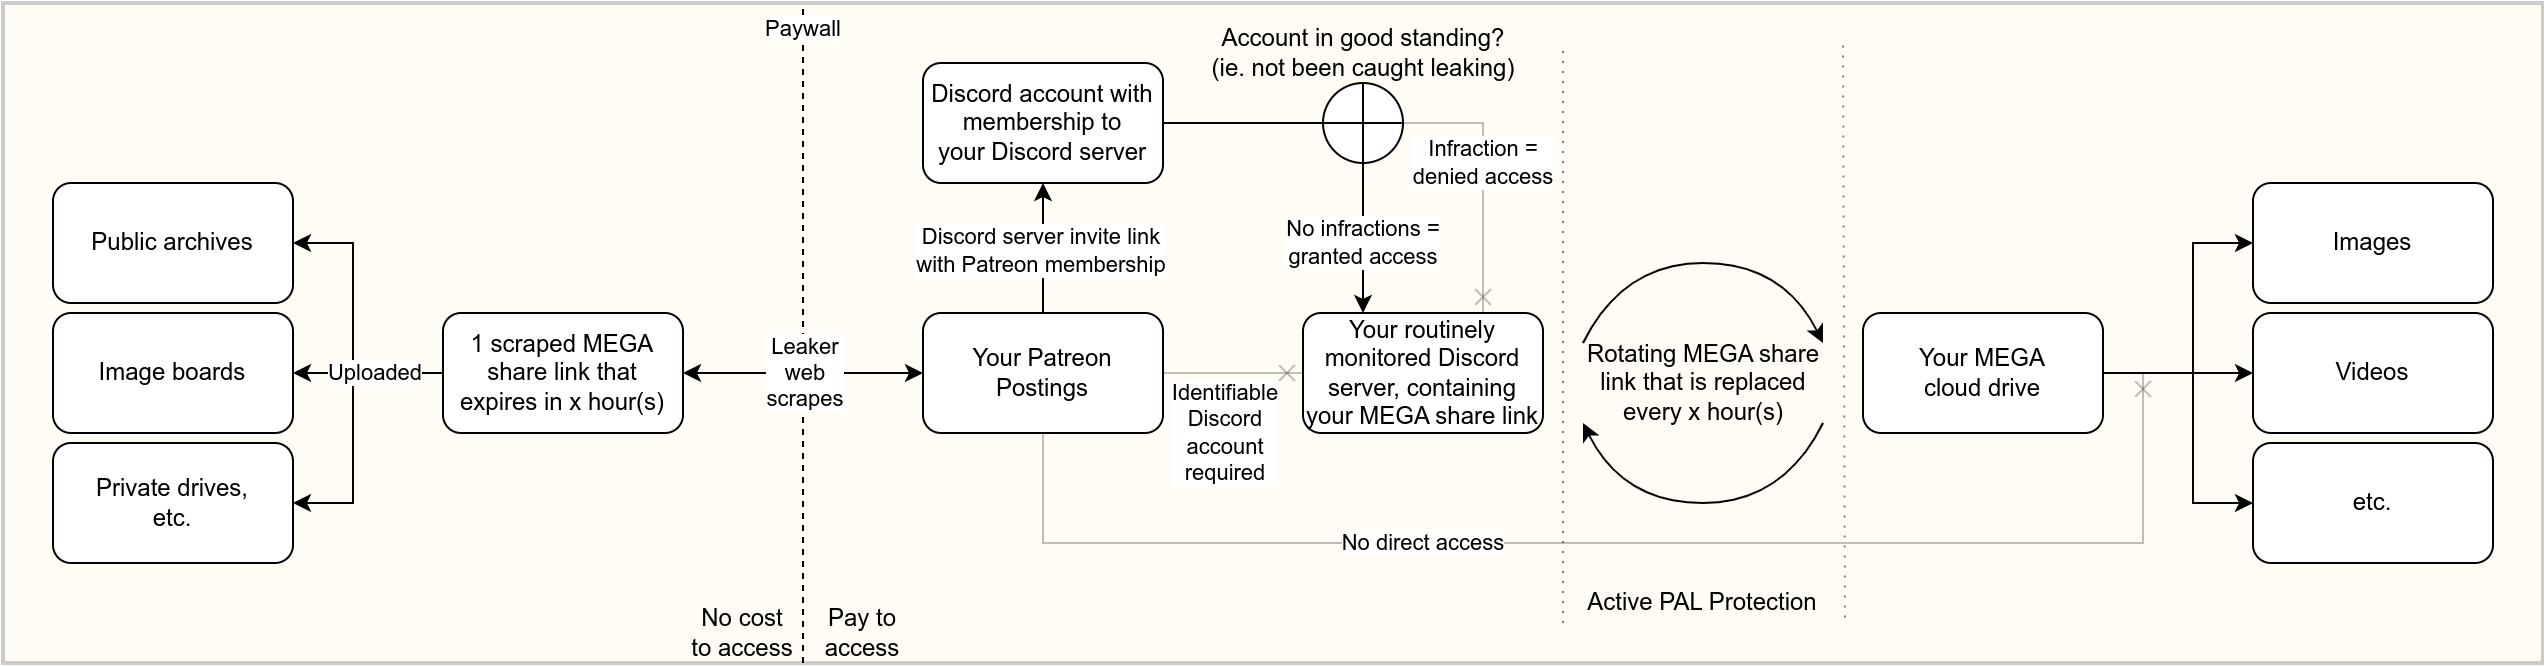 Paywall
Public archives
Image boards
Private drives,
etc.
Uploaded
1 scraped MEGA
share link that
expires in x hour(s)
Leaker
web
scrapes
No cost
to access
Pay to
access
Discord account with
membership to
your Discord server
Discord server invite link
with Patreon membership
Your Patreon
Postings
Account in good standing?
(ie. not been caught leaking)
Infraction =
denied access
No infractions =
granted access
Identifiable
Discord
account
required
Your routinely
monitored Discord
server, containing
your MEGA share link
No direct access
Rotating MEGA share
link that is replaced
every x hour(s)
Active PAL Protection
Your MEGA
cloud drive
Images
Videos
etc.